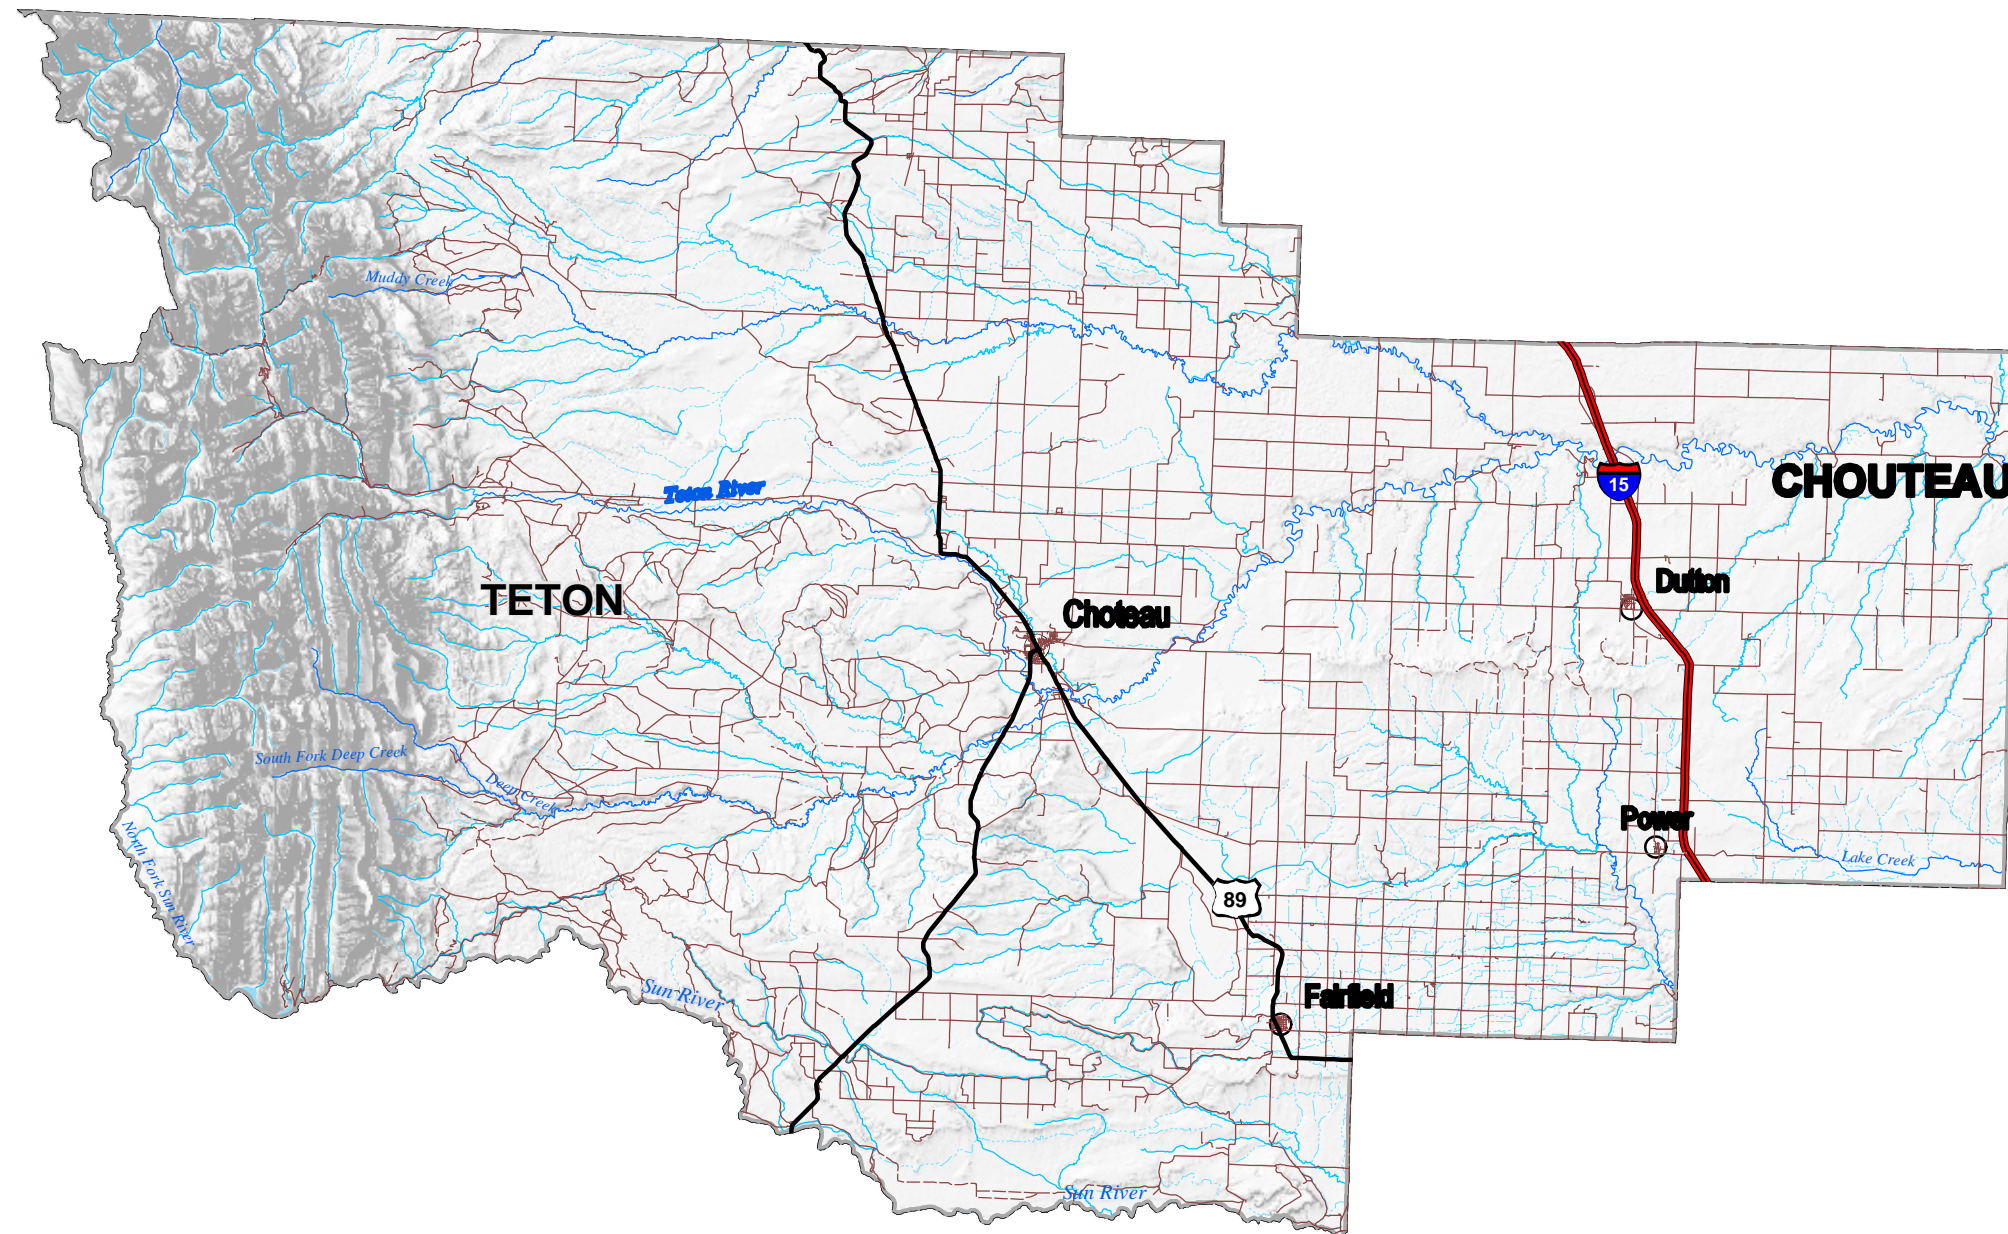 Muddy Creek
Teton River
15
CHOUTEAU
TETON
Dutton
Choteau
South Fork Deep Creek
Deep Creek
Power
North Fork Sun River
Lake Creek
89
Sun River
Fairfield
Sun River